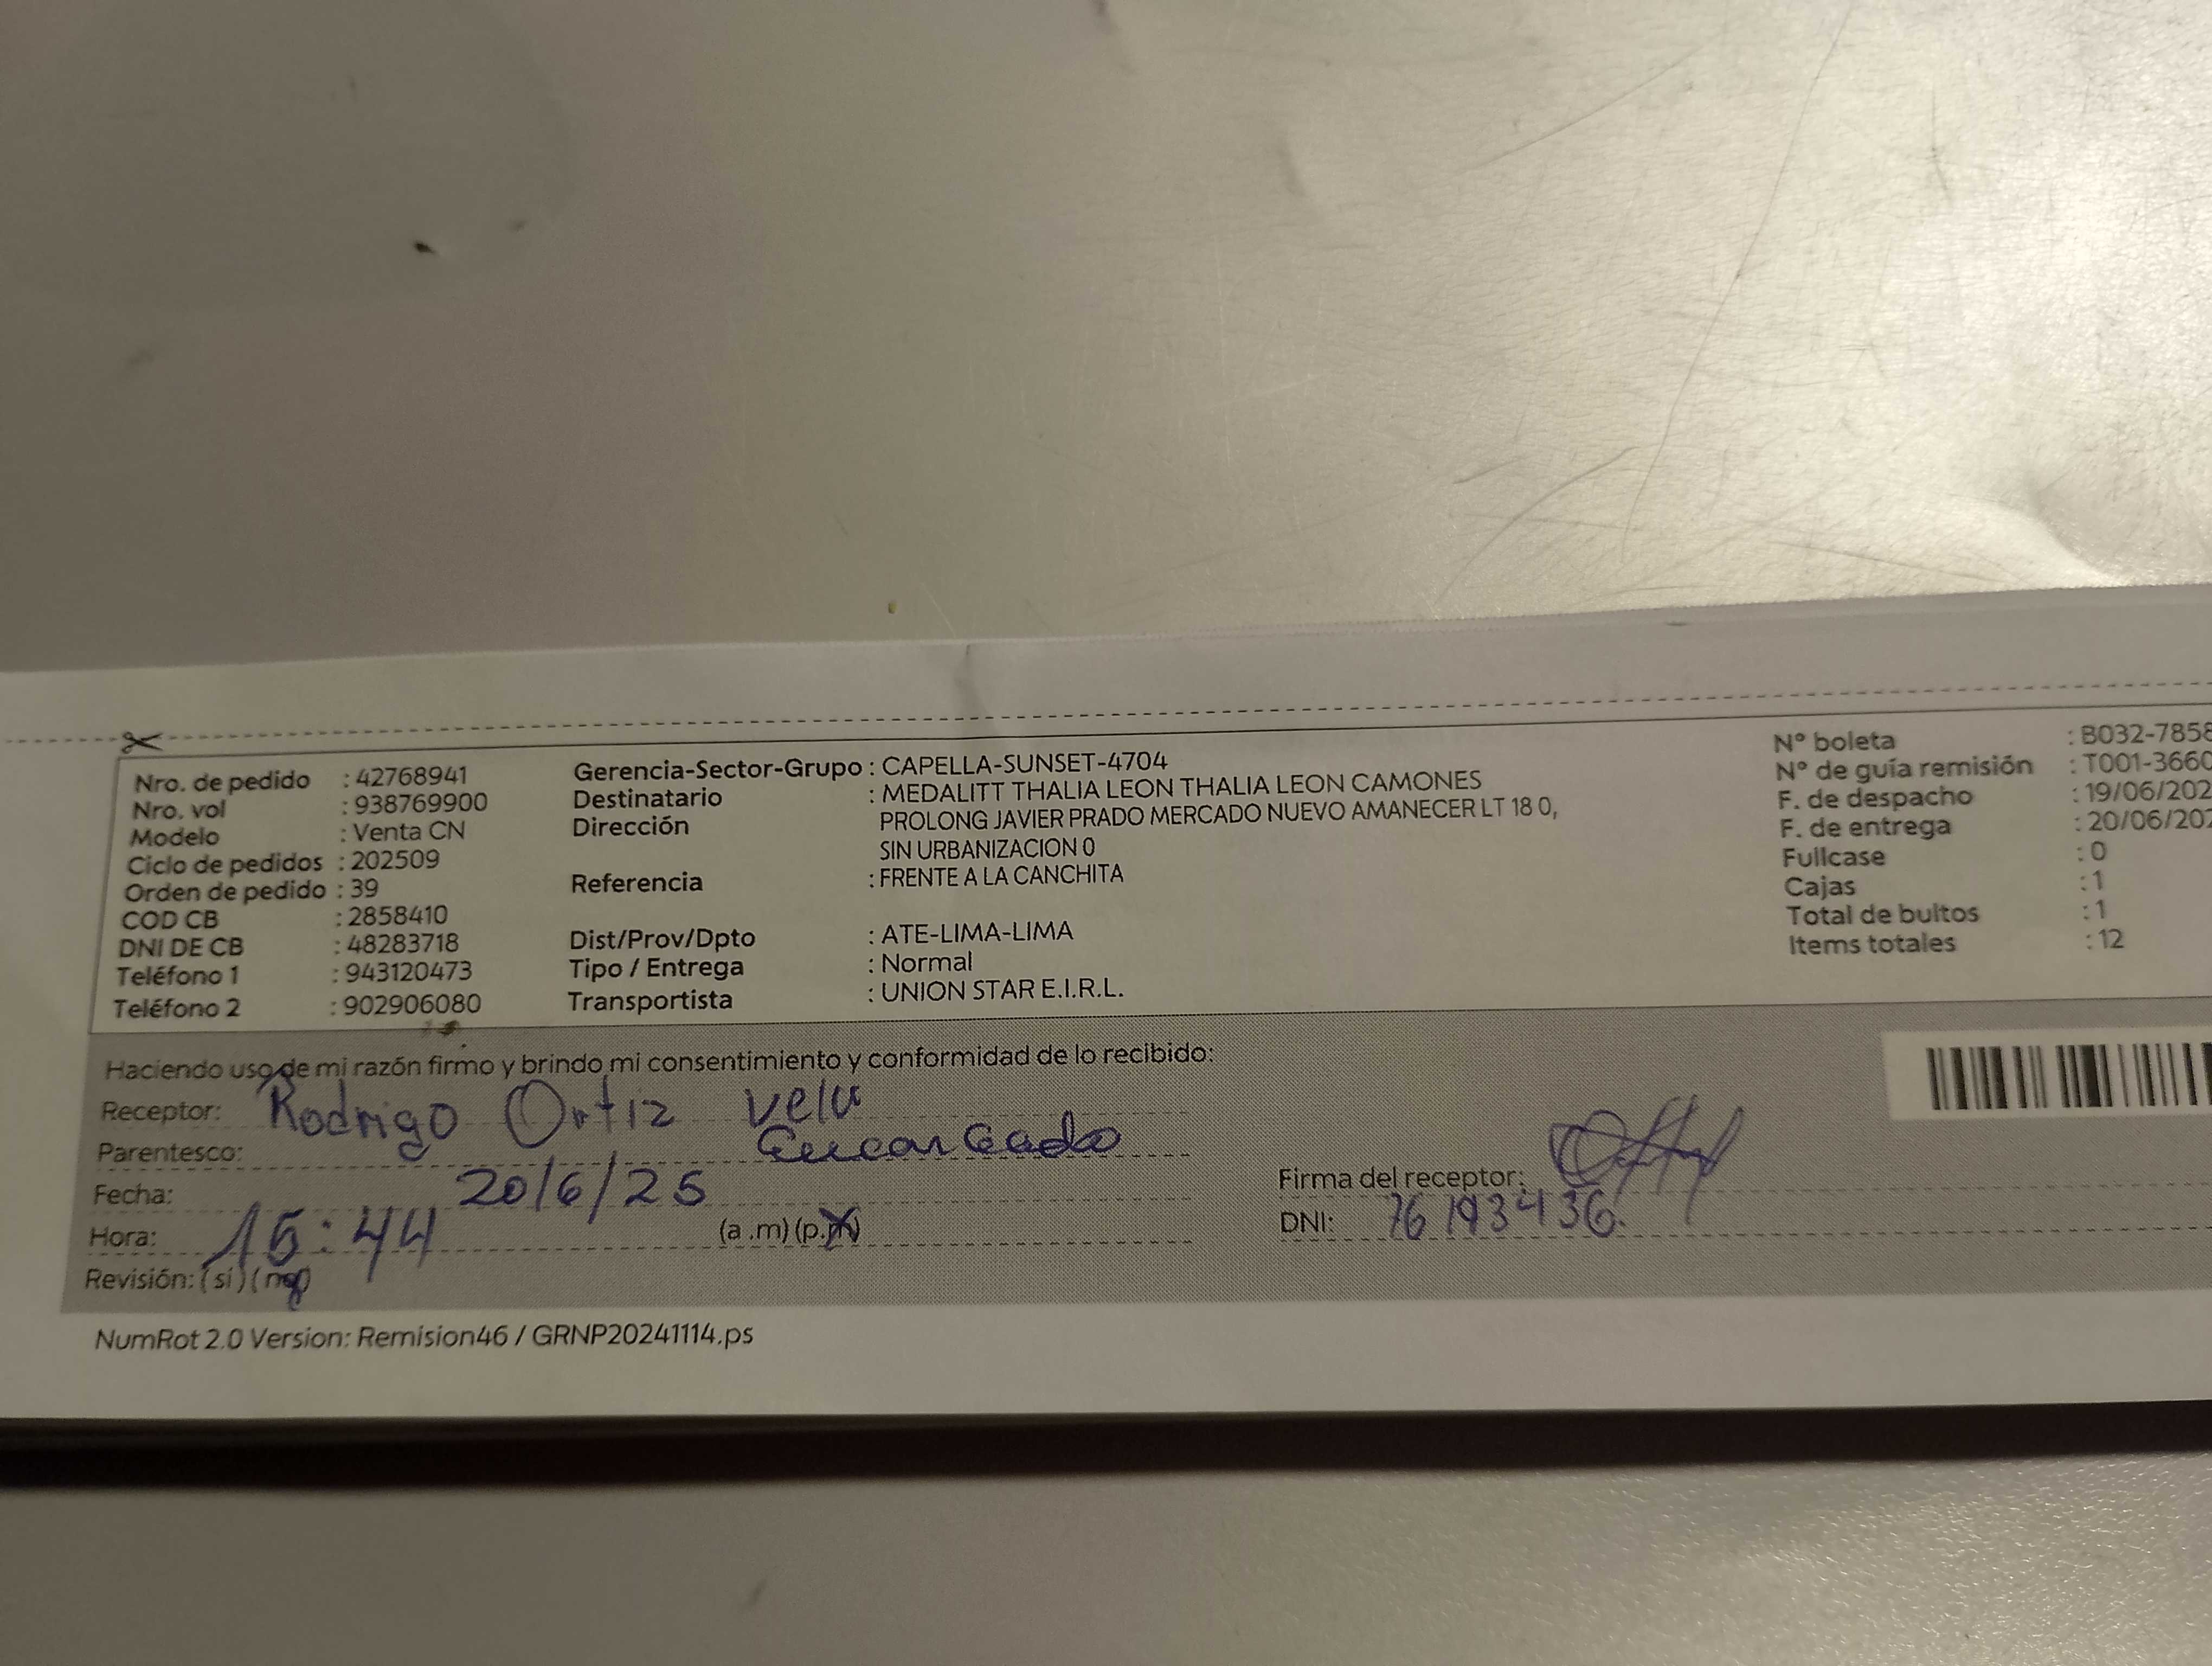 Nro. de pedido : 42768941
Nro. vol : 938769900
Modelo : Venta CN
Ciclo de pedidos : 202509
Orden de pedido : 39
COD CB : 2858410
DNI DE CB : 48283718
Teléfono 1 : 943120473
Teléfono 2 : 902906080
Gerencia-Sector-Grupo : CAPELLA-SUNSET-4704
Destinatario : MEDALITT THALIA LEON THALIA LEON CAMONES
Dirección PROLONG JAVIER PRADO MERCADO NUEVO AMANECER LT 18 0,
SIN URBANIZACION 0
Referencia : FRENTE A LA CANCHITA
Dist/Prov/Dpto : ATE-LIMA-LIMA
Tipo / Entrega : Normal
Transportista : UNION STAR E.I.R.L.
N° boleta : B032-7858
N° de guía remisión : T001-3660
F. de despacho : 19/06/202
F. de entrega : 20/06/202
Fullcase : 0
Cajas : 1
Total de bultos : 1
Items totales : 12
Haciendo uso de mi razón firmo y brindo mi consentimiento y conformidad de lo recibido:
Receptor: Rodrigo Ortiz
Parentesco: Encargado
Fecha: 20/6/25
Hora: 15:44 (a.m) (p.m)
Revisión: (si) (no)
Firma del receptor:
DNI:
NumRot 2.0 Version: Remision46 / GRNP20241114.ps